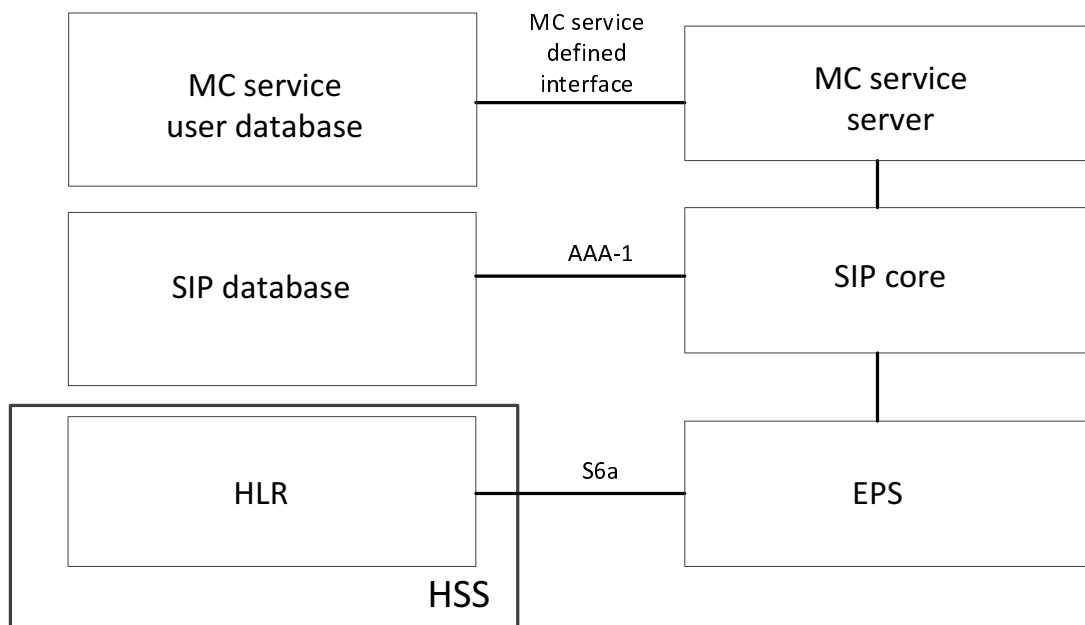 MC service
user database
MC service
defined
interface
MC service
server
SIP database
AAA-1
SIP core
HLR
S6a
EPS
HSS